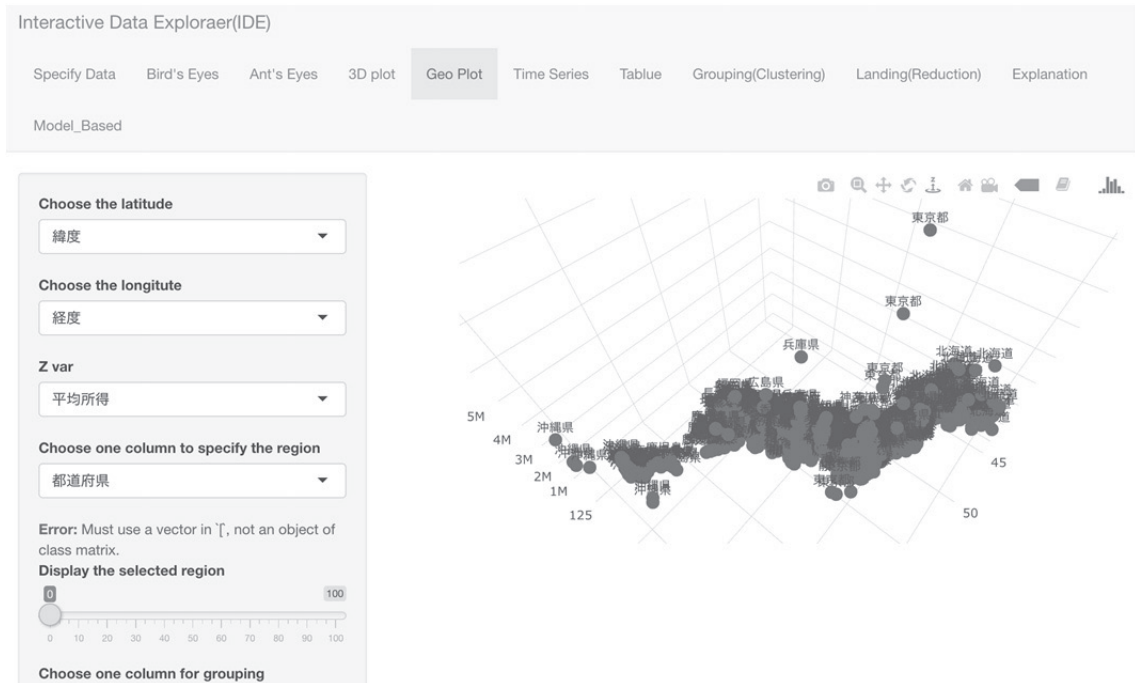 Interactive Data Exploraer(IDE)
Specify Data Bird's Eyes Ant's Eyes 3D plot Geo Plot Time Series Tablue Grouping(Clustering) Landing(Reduction) Explanation
Model_Based
Choose the latitude
緯度
Choose the longitute
経度
Z var
平均所得
Choose one column to specify the region
都道府県
Error: Must use a vector in `[`, not an object of
class matrix.
Display the selected region
0 100
0 10 20 30 40 50 60 70 80 90 100
Choose one column for grouping
東京都
東京都
兵庫県
東京都
北海道
北海道
広島県
沖縄県
沖縄県
5M
4M
3M
2M
1M
125
45
50